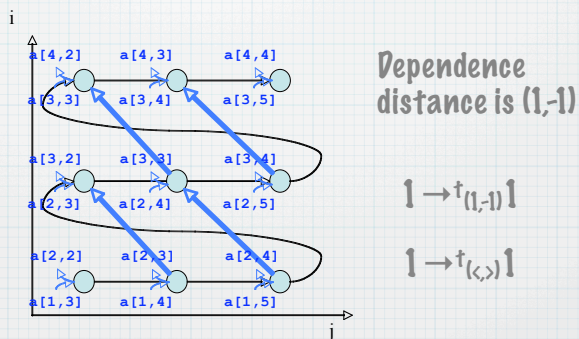 i
a[4,2] a[4,3] a[4,4]
a[3,3] a[3,4] a[3,5]
a[3,2] a[3,3] a[3,4]
a[2,3] a[2,4] a[2,5]
a[2,2] a[2,3] a[2,4]
a[1,3] a[1,4] a[1,5]
j
Dependence
distance is (1,-1)
1→t(1,-1)1
1→t(<,>)1